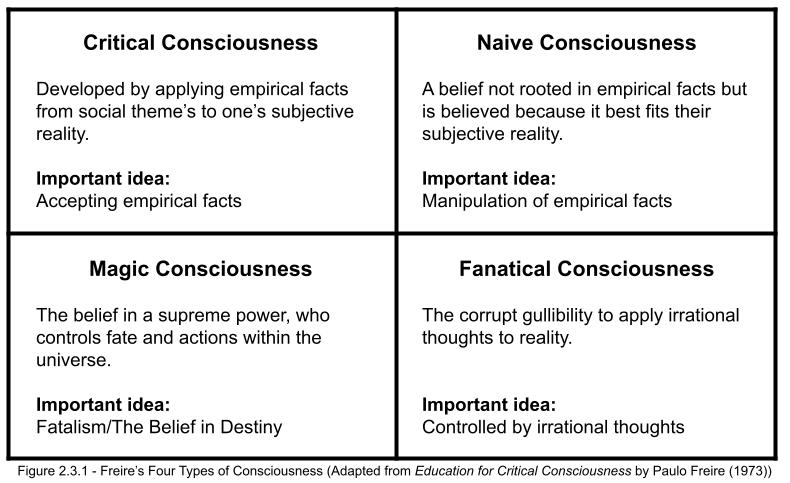 Critical Consciousness
Developed by applying empirical facts
from social theme's to one's subjective
reality.
Important idea:
Accepting empirical facts
Naive Consciousness
A belief not rooted in empirical facts but
is believed because it best fits their
subjective reality.
Important idea:
Manipulation of empirical facts
Magic Consciousness
The belief in a supreme power, who
controls fate and actions within the
universe.
Important idea:
Fatalism/The Belief in Destiny
Fanatical Consciousness
The corrupt gullibility to apply irrational
thoughts to reality.
Important idea:
Controlled by irrational thoughts
Figure 2.3.1 - Freire's Four Types of Consciousness (Adapted from Education for Critical Consciousness by Paulo Freire (1973))